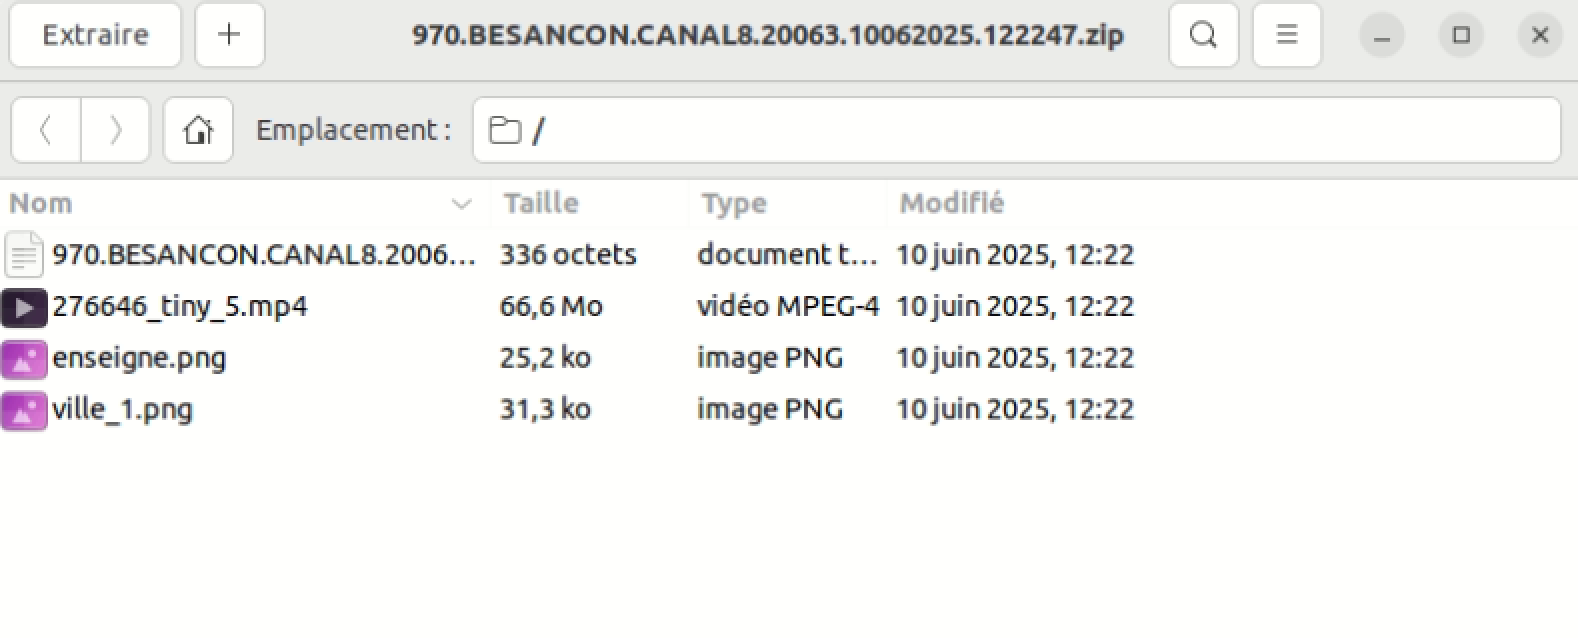 Extraire + 970.BESANCON.CANAL8.20063.10062025.122247.zip
Emplacement : /
Nom Taille Type Modifié
970.BESANCON.CANAL8.2006... 336 octets document t... 10 juin 2025, 12:22
276646_tiny_5.mp4 66,6 Mo vidéo MPEG-4 10 juin 2025, 12:22
enseigne.png 25,2 ko image PNG 10 juin 2025, 12:22
ville_1.png 31,3 ko image PNG 10 juin 2025, 12:22